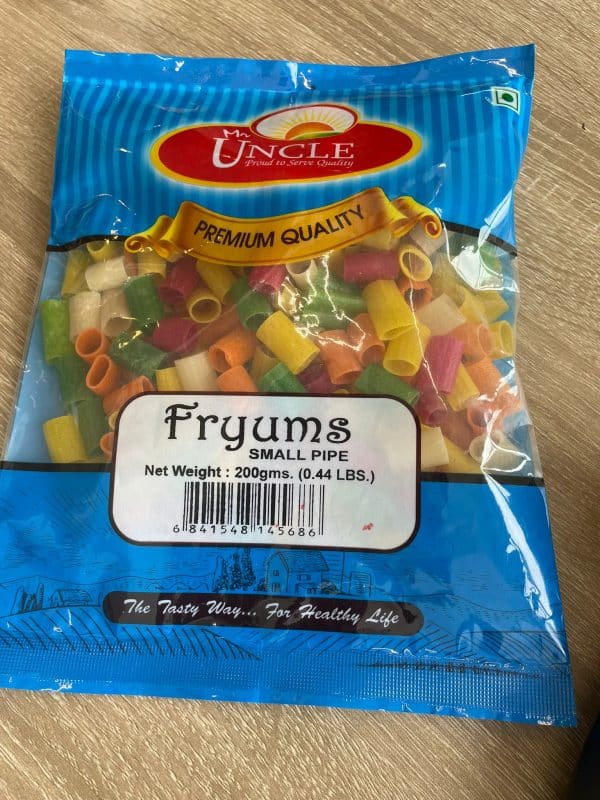 Mr.
UNCLE
Proud to Serve Quality
PREMIUM QUALITY
Fryums
SMALL PIPE
Net Weight : 200gms. (0.44 LBS.)
6 841548 145686
The Tasty Way... For Healthy Life